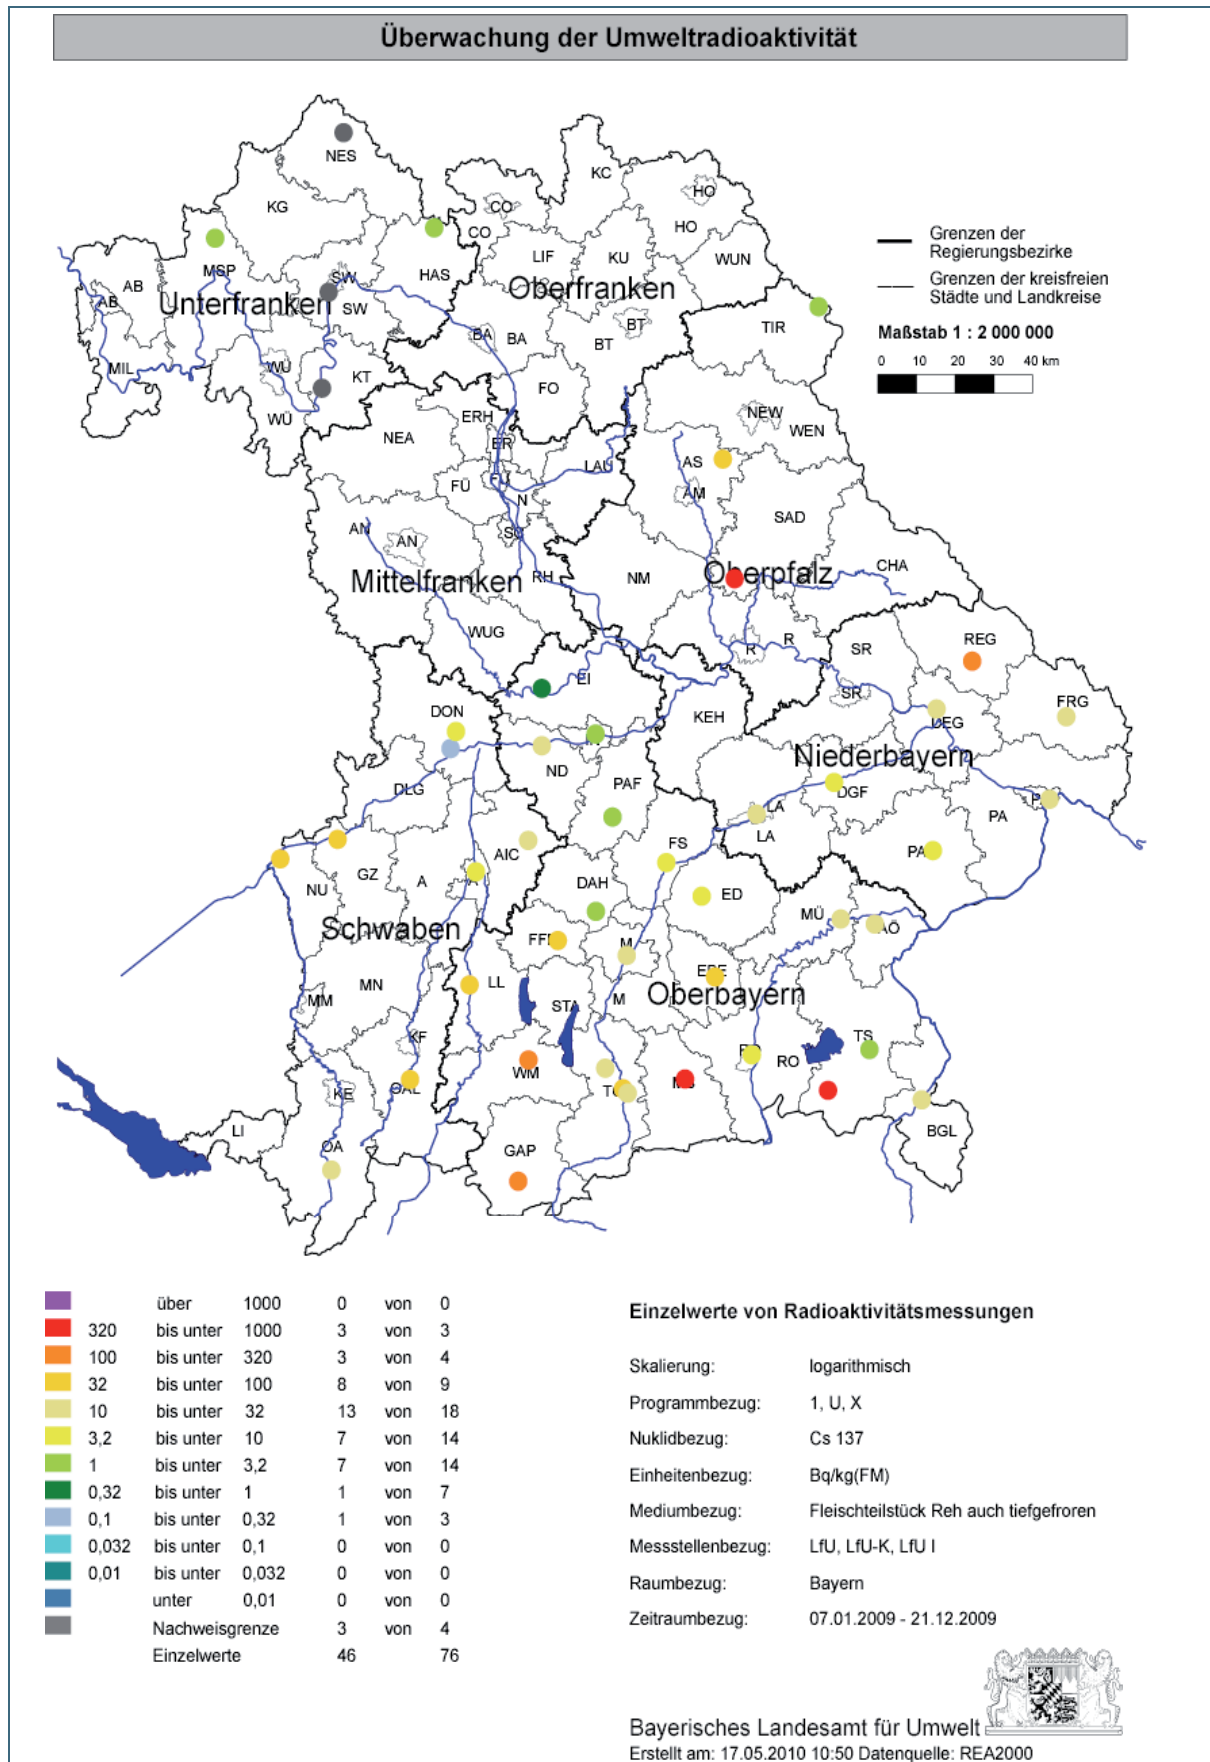 Überwachung der Umweltradioaktivität
NES
KC
HO
KG
CO
HO
CO
LIF
KU
WUN
HAS
MSP
SW
AB
AB
Unterfranken
SW
Oberfranken
TIR
BA
BA
BT
BT
MIL
WÜ
KT
FO
WÜ
NEA
ERH
ER
NEW
WEN
LAU
AS
AM
FÜ
FÜ
N
SAD
AN
AN
SC
CHA
Mittelfranken
RH
NM
Oberpfalz
WUG
R
R
SR
REG
EI
SR
FRG
DON
KEH
DEG
IN
ND
Niederbayern
PAF
DLG
DGF
LA
LA
PA
FS
PA
AIC
GZ
A
NU
DAH
ED
MÜ
AÖ
Schwaben
FFB
M
EBE
LL
MN
MM
STA
M
Oberbayern
KF
TS
RO
WM
KE
OAL
LI
OA
GAP
BGL
Grenzen der
Regierungsbezirke
Grenzen der kreisfreien
Städte und Landkreise
Maßstab 1 : 2 000 000
0 10 20 30 40 km
über 1000 0 von 0
320 bis unter 1000 3 von 3
100 bis unter 320 3 von 4
32 bis unter 100 8 von 9
10 bis unter 32 13 von 18
3,2 bis unter 10 7 von 14
1 bis unter 3,2 7 von 14
0,32 bis unter 1 1 von 7
0,1 bis unter 0,32 1 von 3
0,032 bis unter 0,1 0 von 0
0,01 bis unter 0,032 0 von 0
unter 0,01 0 von 0
Nachweisgrenze 3 von 4
Einzelwerte 46 76
Einzelwerte von Radioaktivitätsmessungen
Skalierung: logarithmisch
Programmbezug: 1, U, X
Nuklidbezug: Cs 137
Einheitenbezug: Bq/kg(FM)
Mediumbezug: Fleischteilstück Reh auch tiefgefroren
Messstellenbezug: LfU, LfU-K, LfU I
Raumbezug: Bayern
Zeitraumbezug: 07.01.2009 - 21.12.2009
Bayerisches Landesamt für Umwelt
Erstellt am: 17.05.2010 10:50 Datenquelle: REA2000